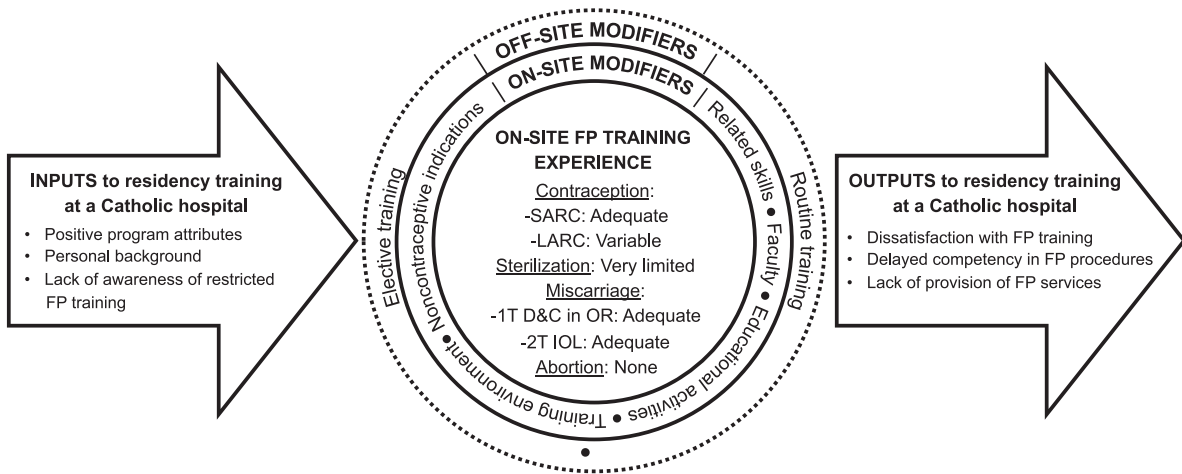 INPUTS to residency training
at a Catholic hospital
• Positive program attributes
• Personal background
• Lack of awareness of restricted
FP training
OFF-SITE MODIFIERS
Elective training
•
Routine training
ON-SITE MODIFIERS
Related skills • Faculty • Educational activities • Training environment • Noncontraceptive indications
ON-SITE FP TRAINING
EXPERIENCE
Contraception:
-SARC: Adequate
-LARC: Variable
Sterilization: Very limited
Miscarriage:
-1T D&C in OR: Adequate
-2T IOL: Adequate
Abortion: None
OUTPUTS to residency training
at a Catholic hospital
• Dissatisfaction with FP training
• Delayed competency in FP procedures
• Lack of provision of FP services